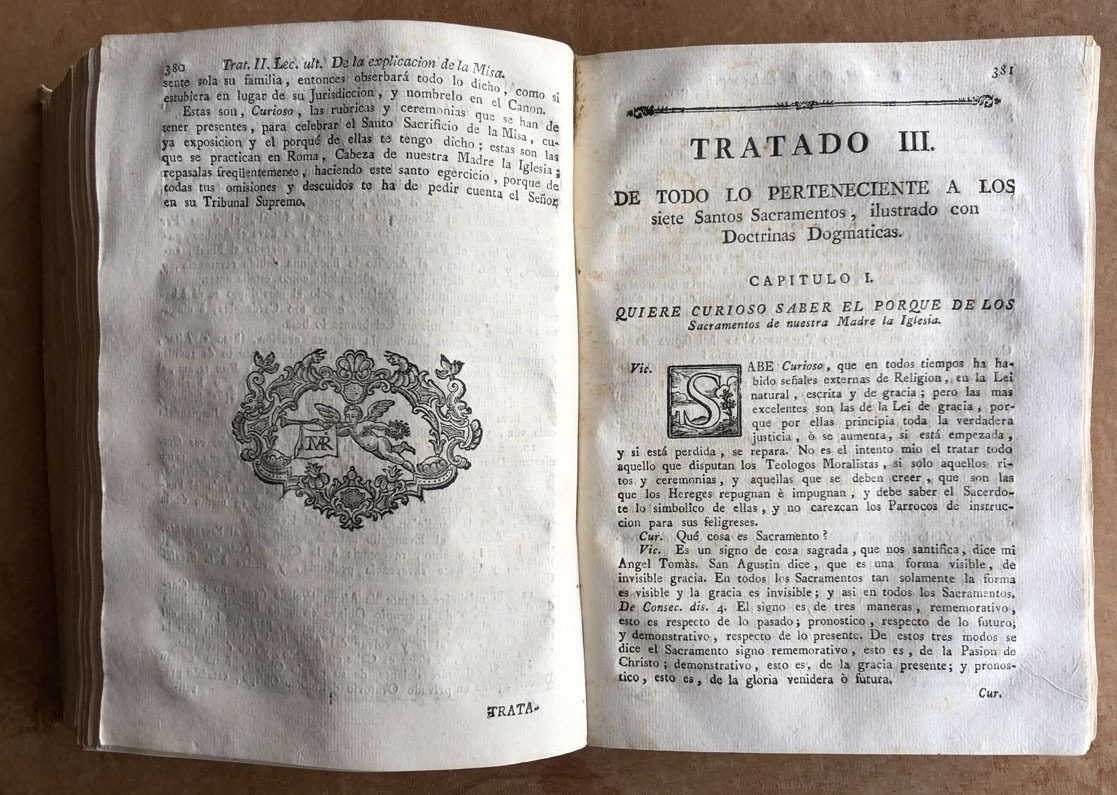 380 Trat. II. Lec. ult. De la explicacion de la Misa.
sente sola su familia, entonces obserbará todo lo dicho, como si
estubiera en lugar de su Jurisdiccion, y nombrelo en el Canon.
Estas son, Curioso, las rubricas y ceremonias que se han de
tener presentes, para celebrar el Santo Sacrificio de la Misa, cu-
ya exposicion y el porqué de ellas te tengo dicho; estas son las
que se practican en Roma, Cabeza de nuestra Madre la Iglesia;
repasalas freqüentemente, haciendo este santo egercicio, porque de
todas tus omisiones y descuidos te ha de pedir cuenta el Señor
en su Tribunal Supremo.
TRATA-
381
TRATADO III.
DE TODO LO PERTENECIENTE A LOS
siete Santos Sacramentos, ilustrado con
Doctrinas Dogmaticas.
CAPITULO I.
QUIERE CURIOSO SABER EL PORQUE DE LOS
Sacramentos de nuestra Madre la Iglesia.
Vic. SABE Curioso, que en todos tiempos ha ha-
bido señales externas de Religion, en la Lei
natural, escrita y de gracia; pero las mas
excelentes son las de la Lei de gracia, por-
que por ellas principia toda la verdadera
justicia, ò se aumenta, si está empezada,
y si está perdida, se repara. No es el intento mio el tratar todo
aquello que disputan los Teologos Moralistas, si solo aquellos ri-
tos y ceremonias, y aquellas que se deben creer, que son las
que los Hereges repugnan è impugnan, y debe saber el Sacerdo-
te lo simbolico de ellas, y no carezcan los Parrocos de instruc-
cion para sus feligreses.
Cur. Qué cosa es Sacramento?
Vic. Es un signo de cosa sagrada, que nos santifica, dice mi
Angel Tomàs. San Agustin dice, que es una forma visible, de
invisible gracia. En todos los Sacramentos tan solamente la forma
es visible y la gracia es invisible; y asi en todos los Sacramentos.
De Consec. dis. 4. El signo es de tres maneras, rememorativo,
esto es respecto de lo pasado; pronostico, respecto de lo futuro;
y demonstrativo, respecto de lo presente. De estos tres modos se
dice el Sacramento signo rememorativo, esto es, de la Pasion de
Christo; demonstrativo, esto es, de la gracia presente; y pronos-
tico, esto es, de la gloria venidera ò futura.
Cur.